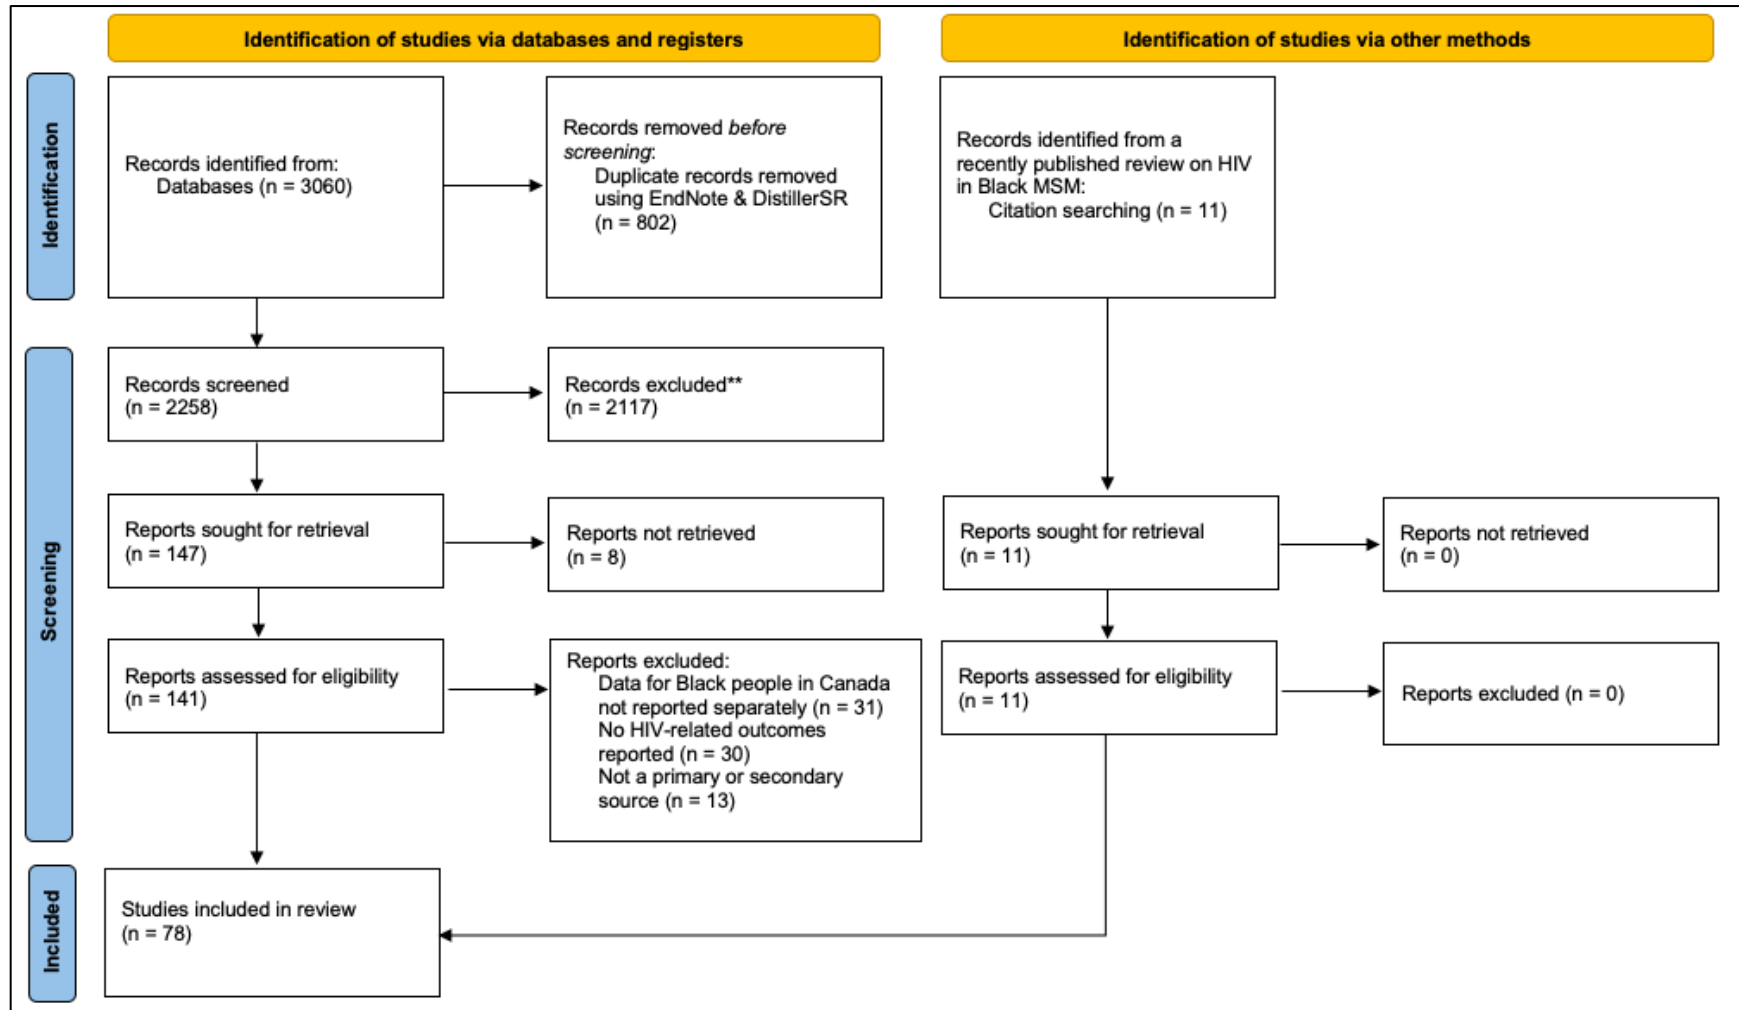 Identification of studies via databases and registers
Identification of studies via other methods
Identification
Records identified from:
Databases (n = 3060)
Records removed before
screening:
Duplicate records removed
using EndNote & DistillerSR
(n = 802)
Records identified from a
recently published review on HIV
in Black MSM:
Citation searching (n = 11)
Screening
Records screened
(n = 2258)
Records excluded**
(n = 2117)
Reports sought for retrieval
(n = 147)
Reports not retrieved
(n = 8)
Reports sought for retrieval
(n = 11)
Reports not retrieved
(n = 0)
Reports assessed for eligibility
(n = 141)
Reports excluded:
Data for Black people in Canada
not reported separately (n = 31)
No HIV-related outcomes
reported (n = 30)
Not a primary or secondary
source (n = 13)
Reports assessed for eligibility
(n = 11)
Reports excluded (n = 0)
Included
Studies included in review
(n = 78)